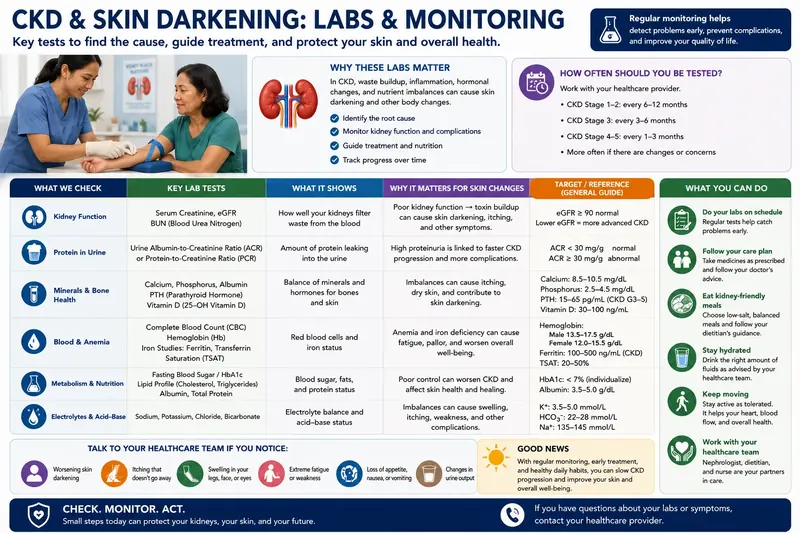 CKD & SKIN DARKENING: LABS & MONITORING
Key tests to find the cause, guide treatment, and protect your skin and overall health.
Regular monitoring helps
detect problems early, prevent complications,
and improve your quality of life.
WHY THESE LABS MATTER
In CKD, waste buildup, inflammation, hormonal
changes, and nutrient imbalances can cause skin
darkening and other body changes.
Identify the root cause
Monitor kidney function and complications
Guide treatment and nutrition
Track progress over time
HOW OFTEN SHOULD YOU BE TESTED?
Work with your healthcare provider.
• CKD Stage 1–2: every 6–12 months
• CKD Stage 3: every 3–6 months
• CKD Stage 4–5: every 1–3 months
• More often if there are changes or concerns
WHAT WE CHECK
KEY LAB TESTS
WHAT IT SHOWS
WHY IT MATTERS FOR SKIN CHANGES
TARGET / REFERENCE
(GENERAL GUIDE)
Kidney Function
Serum Creatinine, eGFR
BUN (Blood Urea Nitrogen)
How well your kidneys filter
waste from the blood
Poor kidney function → toxin buildup
can cause skin darkening, itching,
and other symptoms.
eGFR ≥ 90 normal
Lower eGFR = more advanced CKD
Protein in Urine
Urine Albumin-to-Creatinine Ratio (ACR)
or Protein-to-Creatinine Ratio (PCR)
Amount of protein leaking
into the urine
High proteinuria is linked to faster CKD
progression and more complications.
ACR < 30 mg/g normal
ACR ≥ 30 mg/g abnormal
Minerals & Bone
Health
Calcium, Phosphorus, Albumin
PTH (Parathyroid Hormone)
Vitamin D (25–OH Vitamin D)
Balance of minerals and
hormones for bones and
skin
Imbalances can cause itching,
dry skin, and contribute to
skin darkening.
Calcium: 8.5–10.5 mg/dL
Phosphorus: 2.5–4.5 mg/dL
PTH: 15–65 pg/mL (CKD G3–5)
Vitamin D: 30–100 ng/mL
Blood & Anemia
Complete Blood Count (CBC)
Hemoglobin (Hb)
Iron Studies: Ferritin, Transferrin
Saturation (TSAT)
Red blood cells and
iron status
Anemia and iron deficiency can cause
fatigue, pallor, and worsen overall
well-being.
Hemoglobin:
Male 13.5–17.5 g/dL
Female 12.0–15.5 g/dL
Ferritin: 100–500 ng/mL (CKD)
TSAT: 20–50%
Metabolism & Nutrition
Fasting Blood Sugar / HbA1c
Lipid Profile (Cholesterol, Triglycerides)
Albumin, Total Protein
Blood sugar, fats,
and protein status
Poor control can worsen CKD and
affect skin health and healing.
HbA1c: < 7% (individualize)
Albumin: 3.5–5.0 g/dL
Electrolytes & Acid–Base
Sodium, Potassium, Chloride, Bicarbonate
Electrolyte balance and
acid–base status
Imbalances can cause swelling,
itching, weakness, and other
complications.
K⁺: 3.5–5.0 mmol/L
HCO₃⁻: 22–28 mmol/L
Na⁺: 135–145 mmol/L
WHAT YOU CAN DO
Do your labs on schedule
Regular tests help catch
problems early.
Follow your care plan
Take medicines as prescribed
and follow your doctor's
advice.
Eat kidney-friendly
meals
Choose low-salt, balanced
meals and follow your
dietitian's guidance.
Stay hydrated
Drink the right amount of
fluids as advised by your
healthcare team.
Keep moving
Stay active as tolerated.
It helps your heart, blood
flow, and overall health.
Work with your
healthcare team
Nephrologist, dietitian,
and nurse are your partners
in care.
TALK TO YOUR HEALTHCARE TEAM IF YOU NOTICE:
Worsening skin
darkening
Itching that
doesn't go away
Swelling in your
legs, face, or eyes
Extreme fatigue
or weakness
Loss of appetite,
nausea, or vomiting
Changes in
urine output
GOOD NEWS
With regular monitoring, early treatment,
and healthy daily habits, you can slow CKD
progression and improve your skin and
overall well-being.
CHECK. MONITOR. ACT.
Small steps today can protect your kidneys, your skin, and your future.
If you have questions about your labs or symptoms,
contact your healthcare provider.